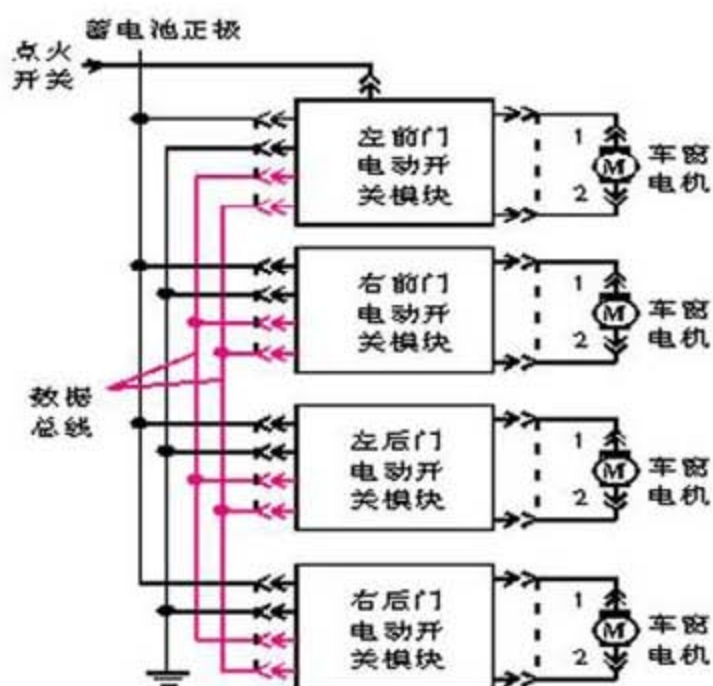 蓄电池正极
点火
开关
左前门
电动开
关模块
1
M
2
车窗
电机
右前门
电动开
关模块
1
M
2
车窗
电机
数据
总线
左后门
电动开
关模块
1
M
2
车窗
电机
右后门
电动开
关模块
1
M
2
车窗
电机